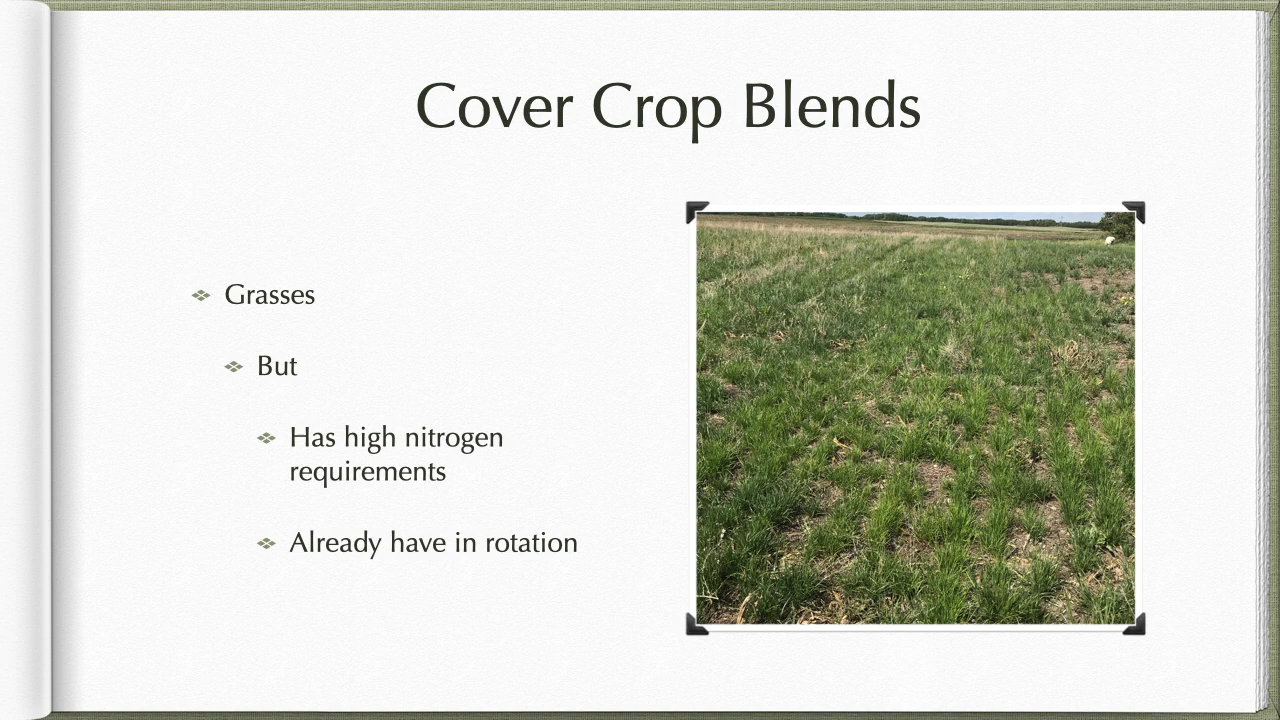 Cover Crop Blends
Grasses
But
Has high nitrogen
requirements
Already have in rotation